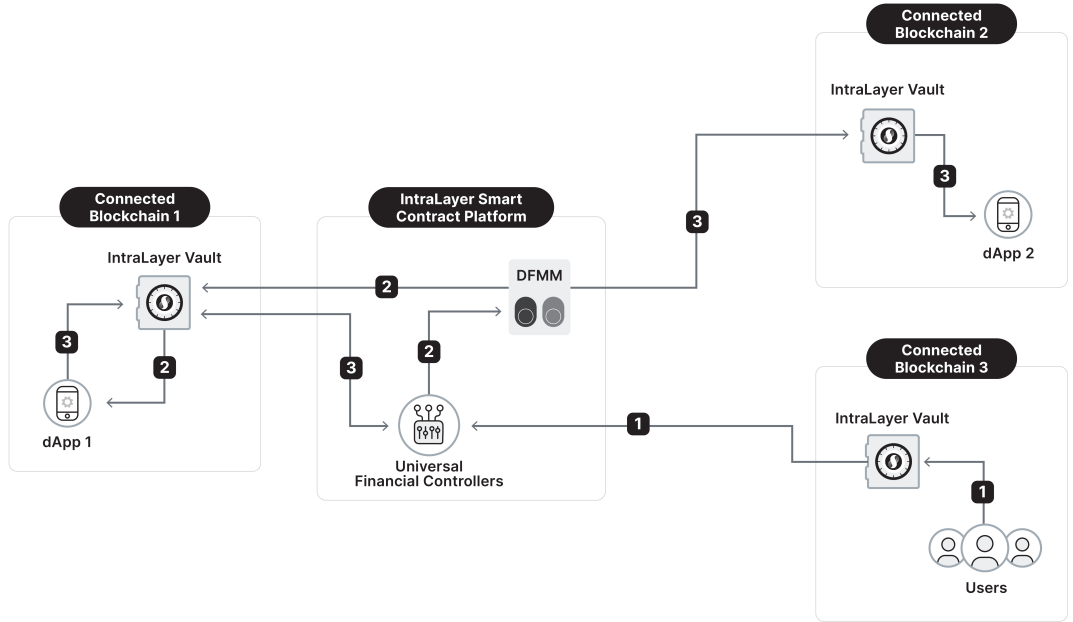 Connected
Blockchain 2
IntraLayer Vault
3
dApp 2
3
Connected
Blockchain 1
IntraLayer Vault
3
2
dApp 1
IntraLayer Smart
Contract Platform
DFMM
2
2
3
Universal
Financial Controllers
1
Connected
Blockchain 3
IntraLayer Vault
1
Users